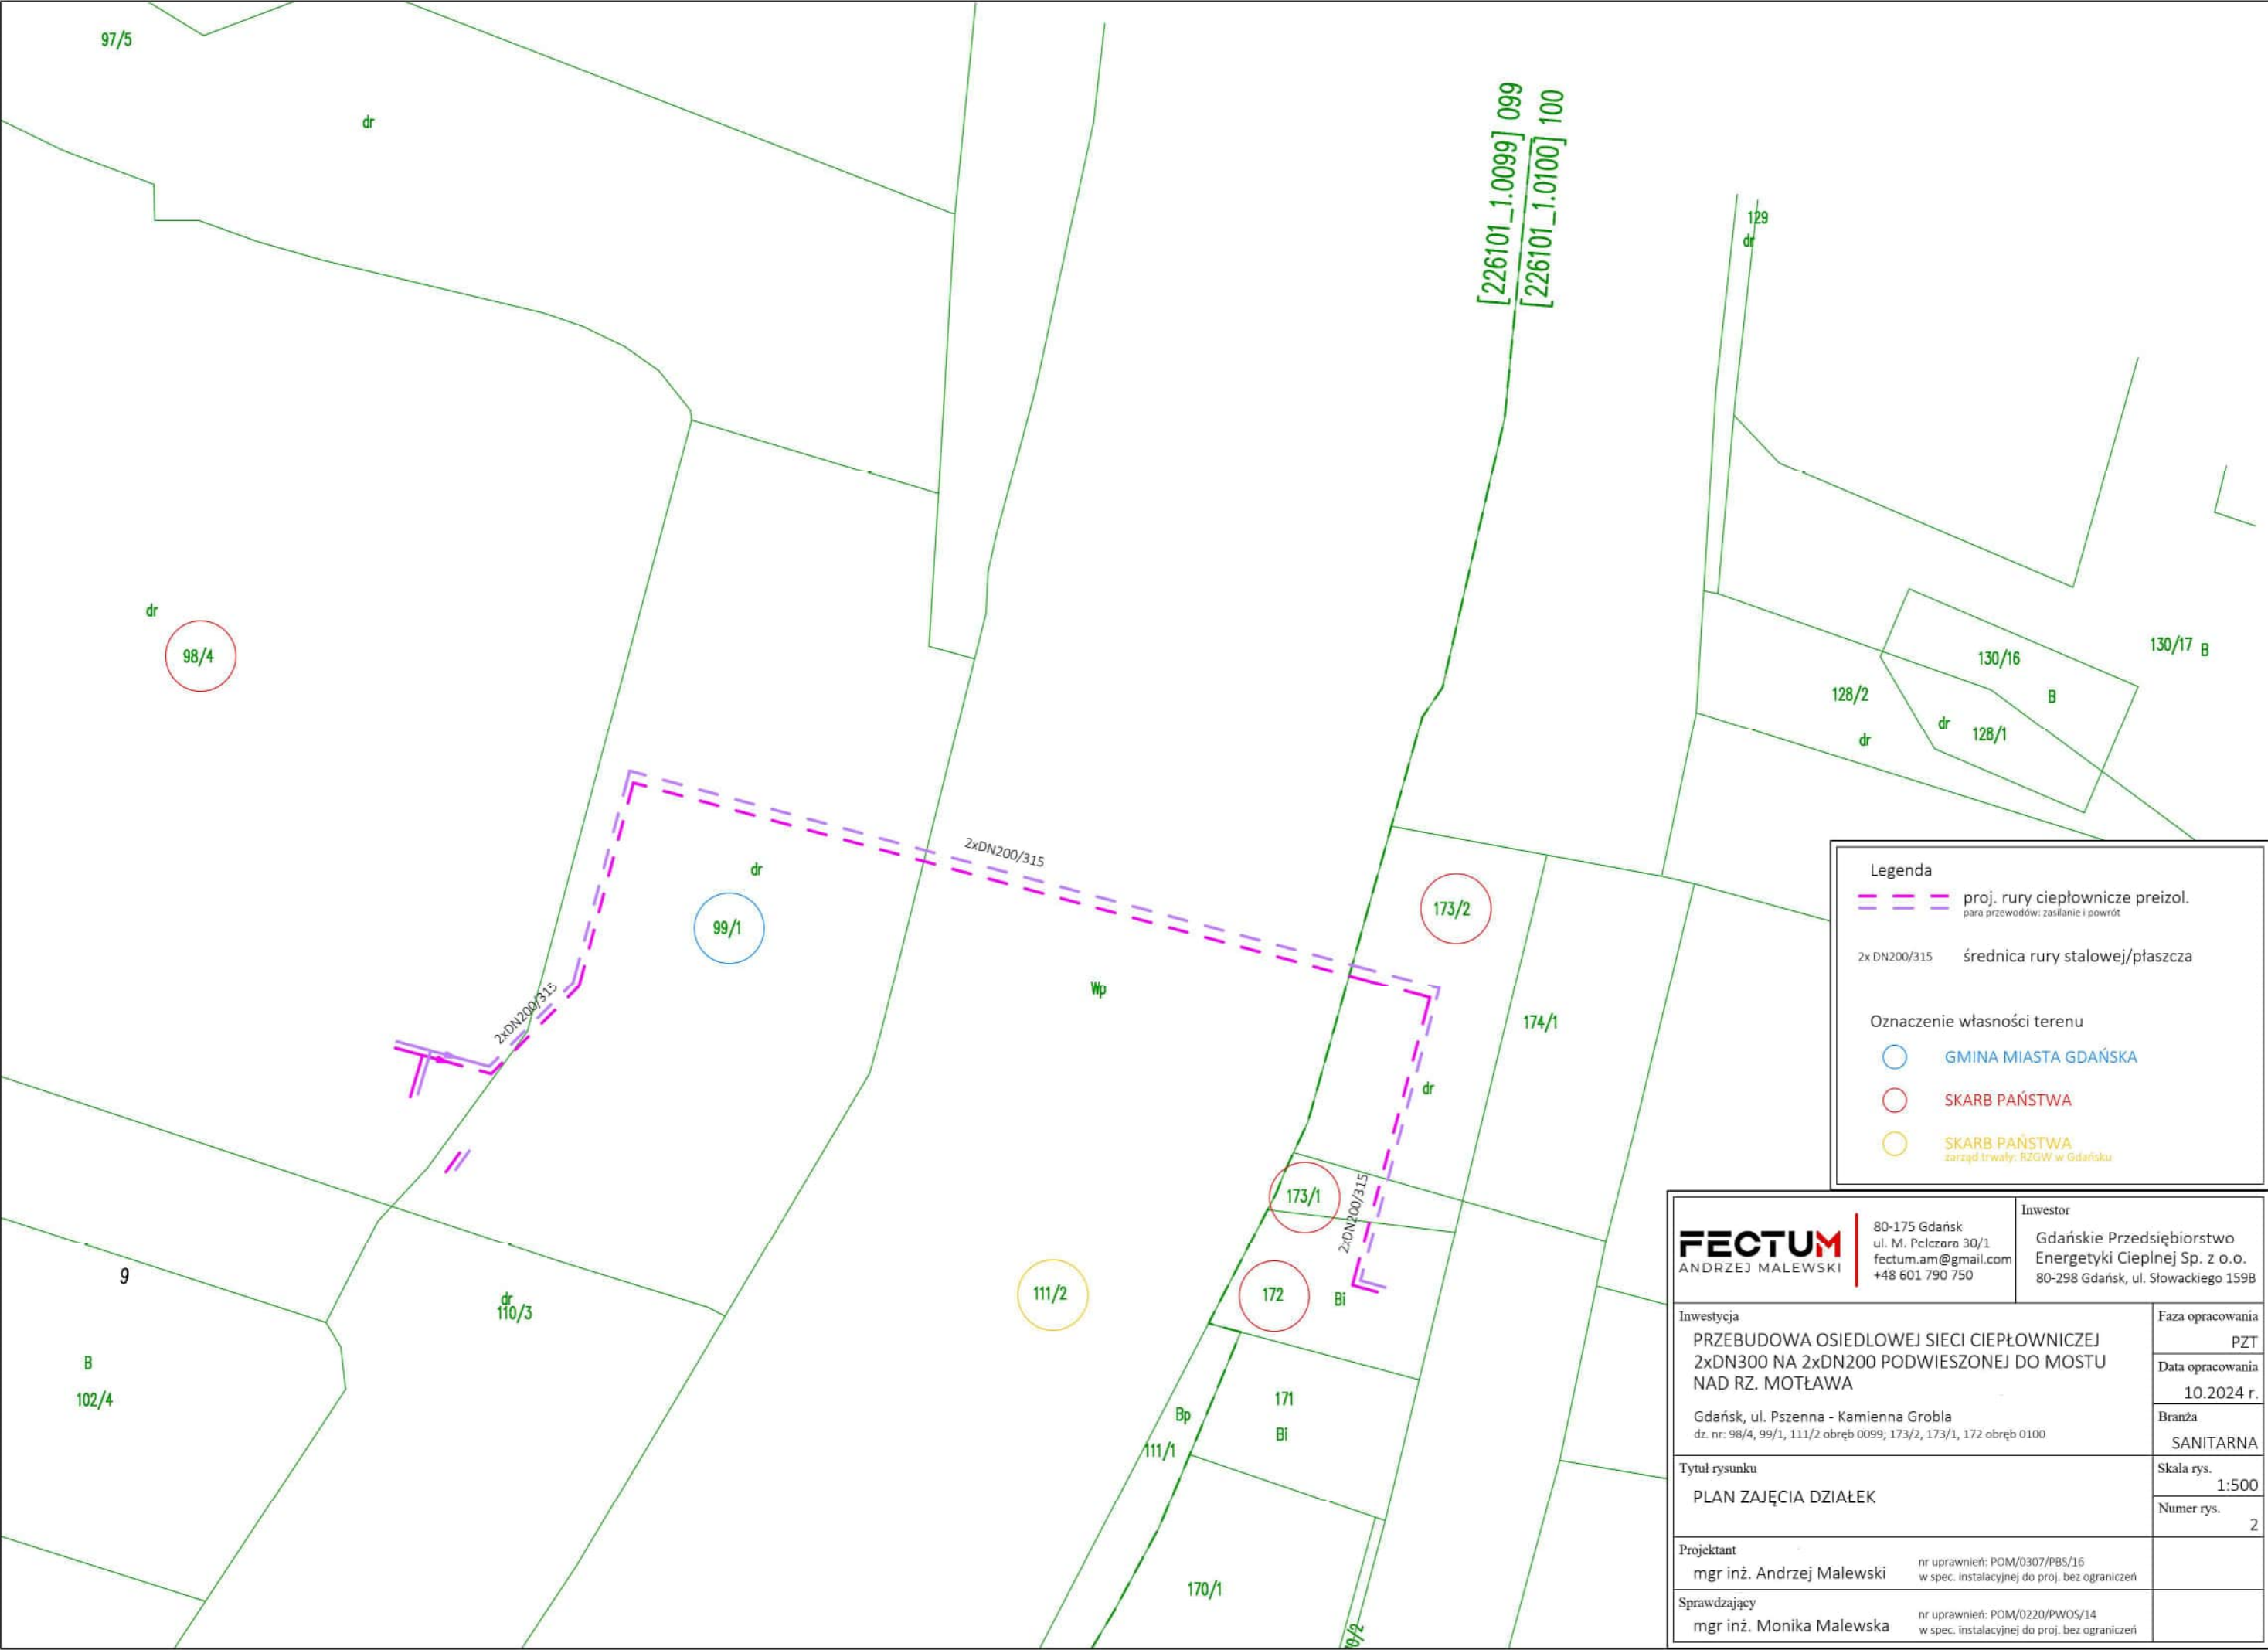 97/5
dr
[226101_1.0099] 099
[226101_1.0100] 100
129
dr
dr
98/4
130/16
130/17 B
128/2
B
dr
128/1
dr
2xDN200/315
dr
99/1
173/2
Wp
2xDN200/315
174/1
dr
173/1
2xDN200/315
9
111/2
172
Bi
dr
110/3
B
102/4
171
Bi
Bp
111/1
170/1
0/2
Legenda
proj. rury ciepłownicze preizol.
para przewodów: zasilanie i powrót
2x DN200/315 średnica rury stalowej/płaszcza
Oznaczenie własności terenu
GMINA MIASTA GDAŃSKA
SKARB PAŃSTWA
SKARB PAŃSTWA
zarząd trwały: RZGW w Gdańsku
FECTUM
ANDRZEJ MALEWSKI
80-175 Gdańsk
ul. M. Pelczara 30/1
fectum.am@gmail.com
+48 601 790 750
Inwestor
Gdańskie Przedsiębiorstwo
Energetyki Cieplnej Sp. z o.o.
80-298 Gdańsk, ul. Słowackiego 159B
Inwestycja
PRZEBUDOWA OSIEDLOWEJ SIECI CIEPŁOWNICZEJ
2xDN300 NA 2xDN200 PODWIESZONEJ DO MOSTU
NAD RZ. MOTŁAWA
Gdańsk, ul. Pszenna - Kamienna Grobla
dz. nr: 98/4, 99/1, 111/2 obręb 0099; 173/2, 173/1, 172 obręb 0100
Faza opracowania
PZT
Data opracowania
10.2024 r.
Branża
SANITARNA
Tytuł rysunku
PLAN ZAJĘCIA DZIAŁEK
Skala rys.
1:500
Numer rys.
2
Projektant
mgr inż. Andrzej Malewski
nr uprawnień: POM/0307/PBS/16
w spec. instalacyjnej do proj. bez ograniczeń
Sprawdzający
mgr inż. Monika Malewska
nr uprawnień: POM/0220/PWOS/14
w spec. instalacyjnej do proj. bez ograniczeń